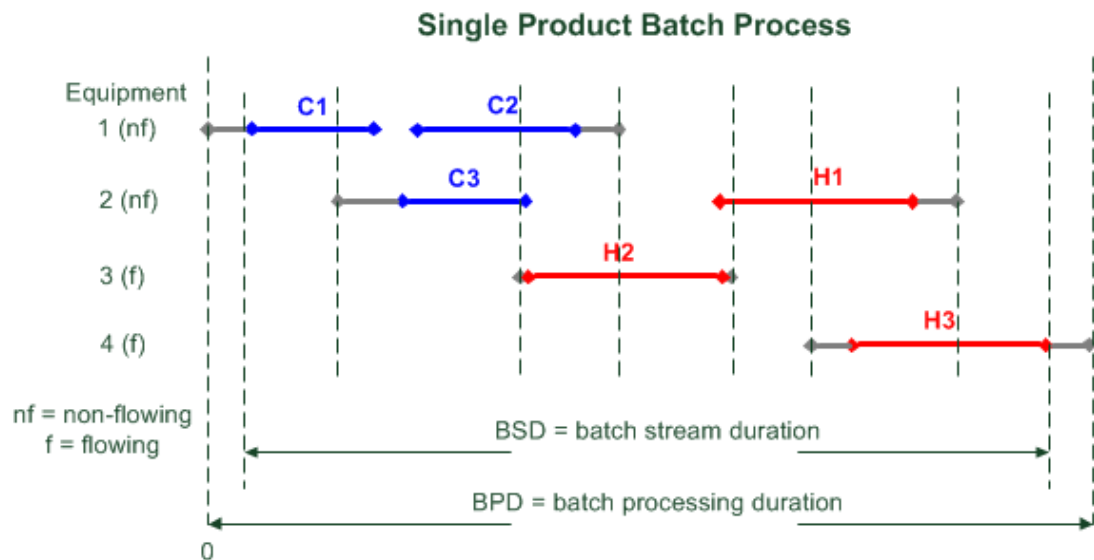 Single Product Batch Process
Equipment
1 (nf)
C1
C2
2 (nf)
C3
H1
3 (f)
H2
4 (f)
H3
nf = non-flowing
f = flowing
BSD = batch stream duration
BPD = batch processing duration
0